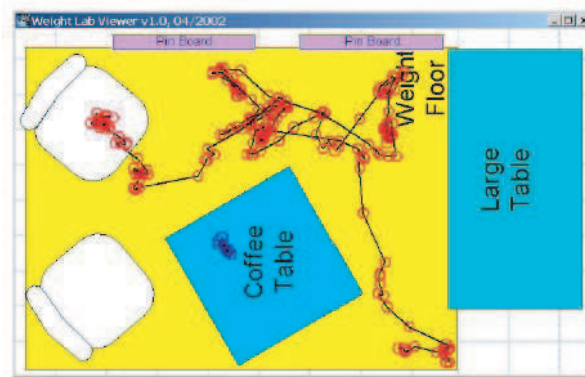 Weight Lab Viewer v1.0, 04/2002
Pin Board
Pin Board
Weight
Floor
Large
Table
Coffee
Table